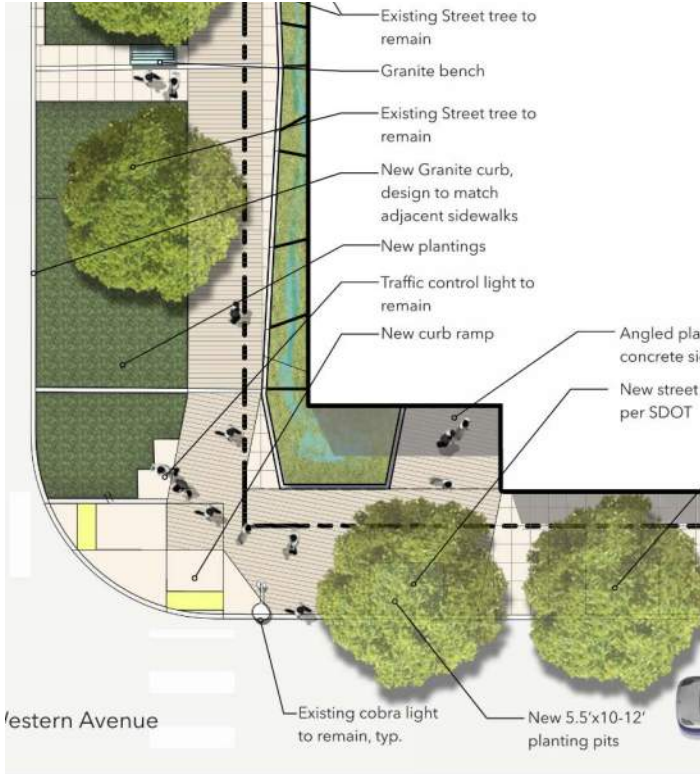 Existing Street tree to
remain
Granite bench
Existing Street tree to
remain
New Granite curb,
design to match
adjacent sidewalks
New plantings
Traffic control light to
remain
New curb ramp
Angled
concrete
New street
per SDOT
Western Avenue
Existing cobra light
to remain, typ.
New 5.5'x10-12'
planting pits